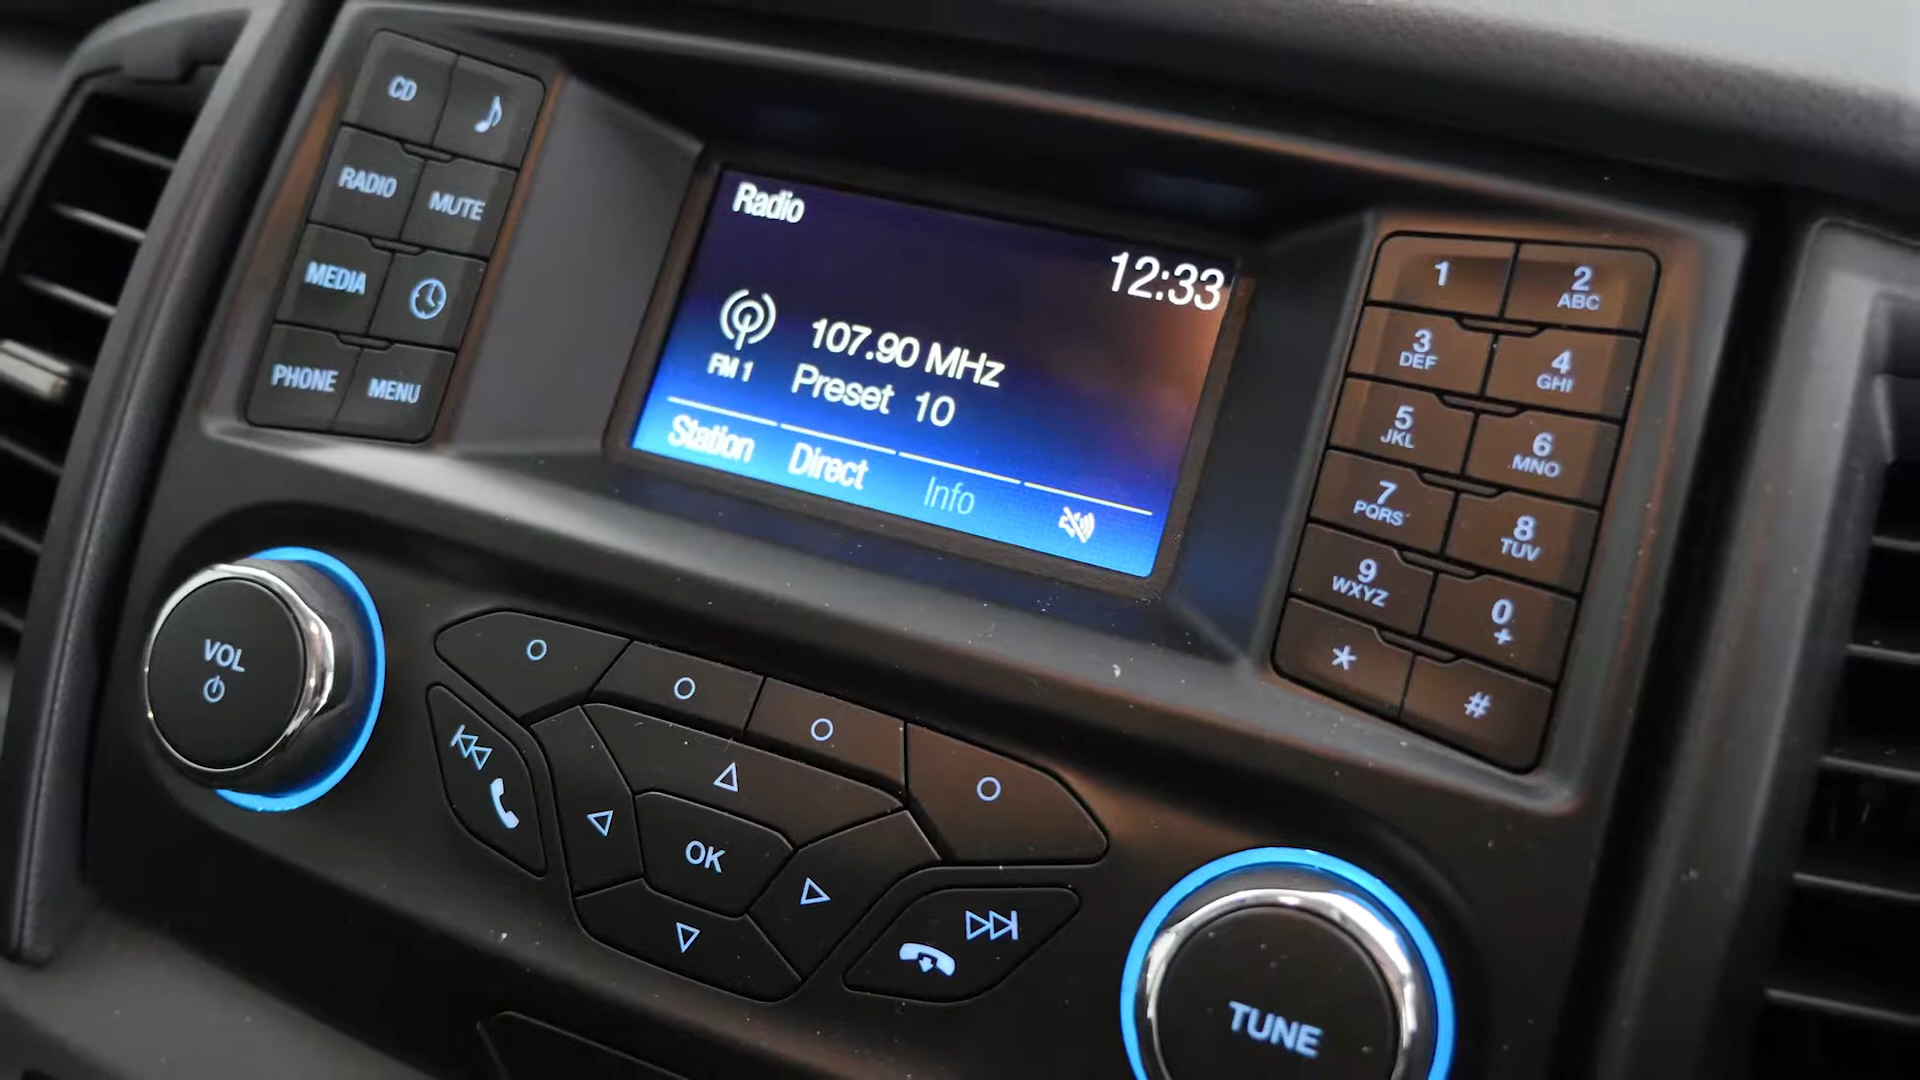 CD
RADIO
MUTE
MEDIA
PHONE
MENU
Radio
12:33
107.90 MHz
FM 1
Preset 10
Station
Direct
Info
1
2
ABC
3
DEF
4
GHI
5
JKL
6
MNO
7
PQRS
8
TUV
9
WXYZ
0
+
*
#
VOL
OK
TUNE